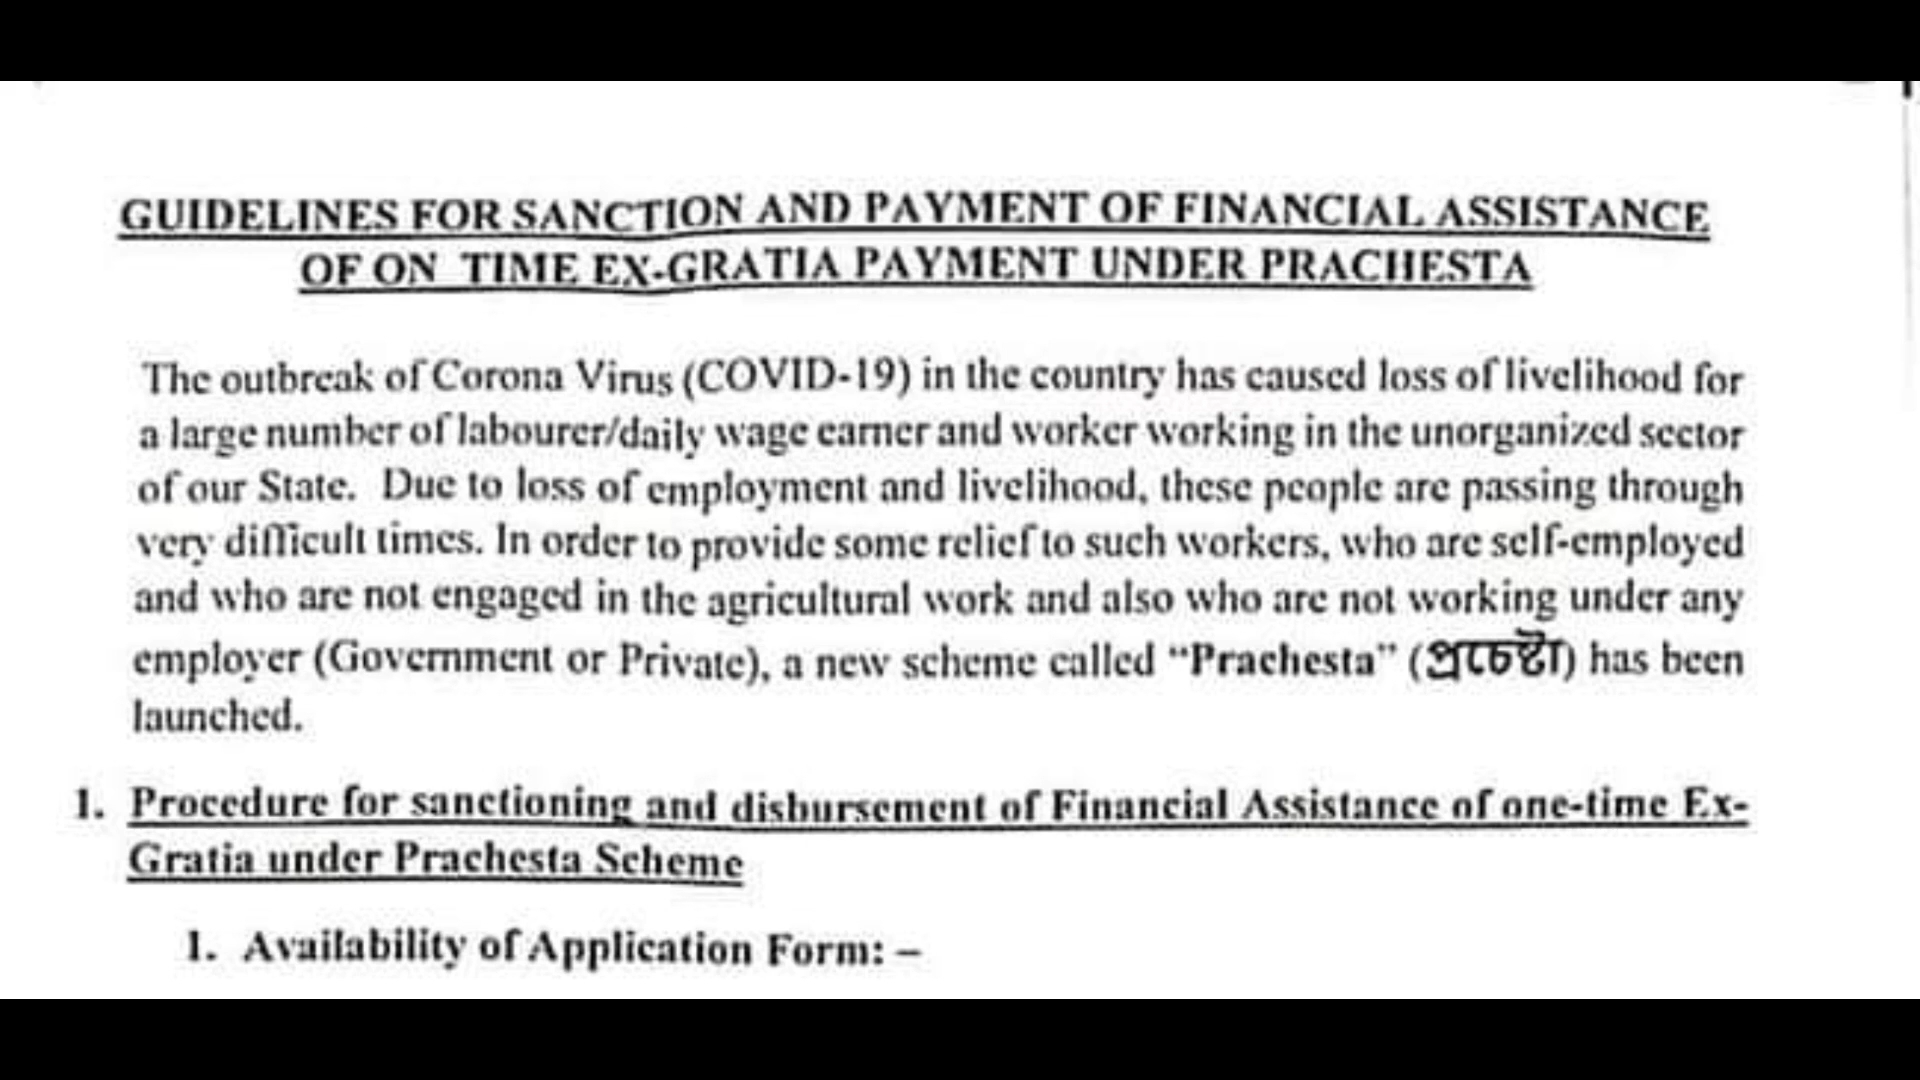 GUIDELINES FOR SANCTION AND PAYMENT OF FINANCIAL ASSISTANCE
OF ON TIME EX-GRATIA PAYMENT UNDER PRACHESTA
The outbreak of Corona Virus (COVID-19) in the country has caused loss of livelihood for
a large number of labourer/daily wage earner and worker working in the unorganized sector
of our State. Due to loss of employment and livelihood, these people are passing through
very difficult times. In order to provide some relief to such workers, who are self-employed
and who are not engaged in the agricultural work and also who are not working under any
employer (Government or Private), a new scheme called “Prachesta” (প্রচেষ্টা) has been
launched.
1. Procedure for sanctioning and disbursement of Financial Assistance of one-time Ex-
Gratia under Prachesta Scheme
1. Availability of Application Form: –